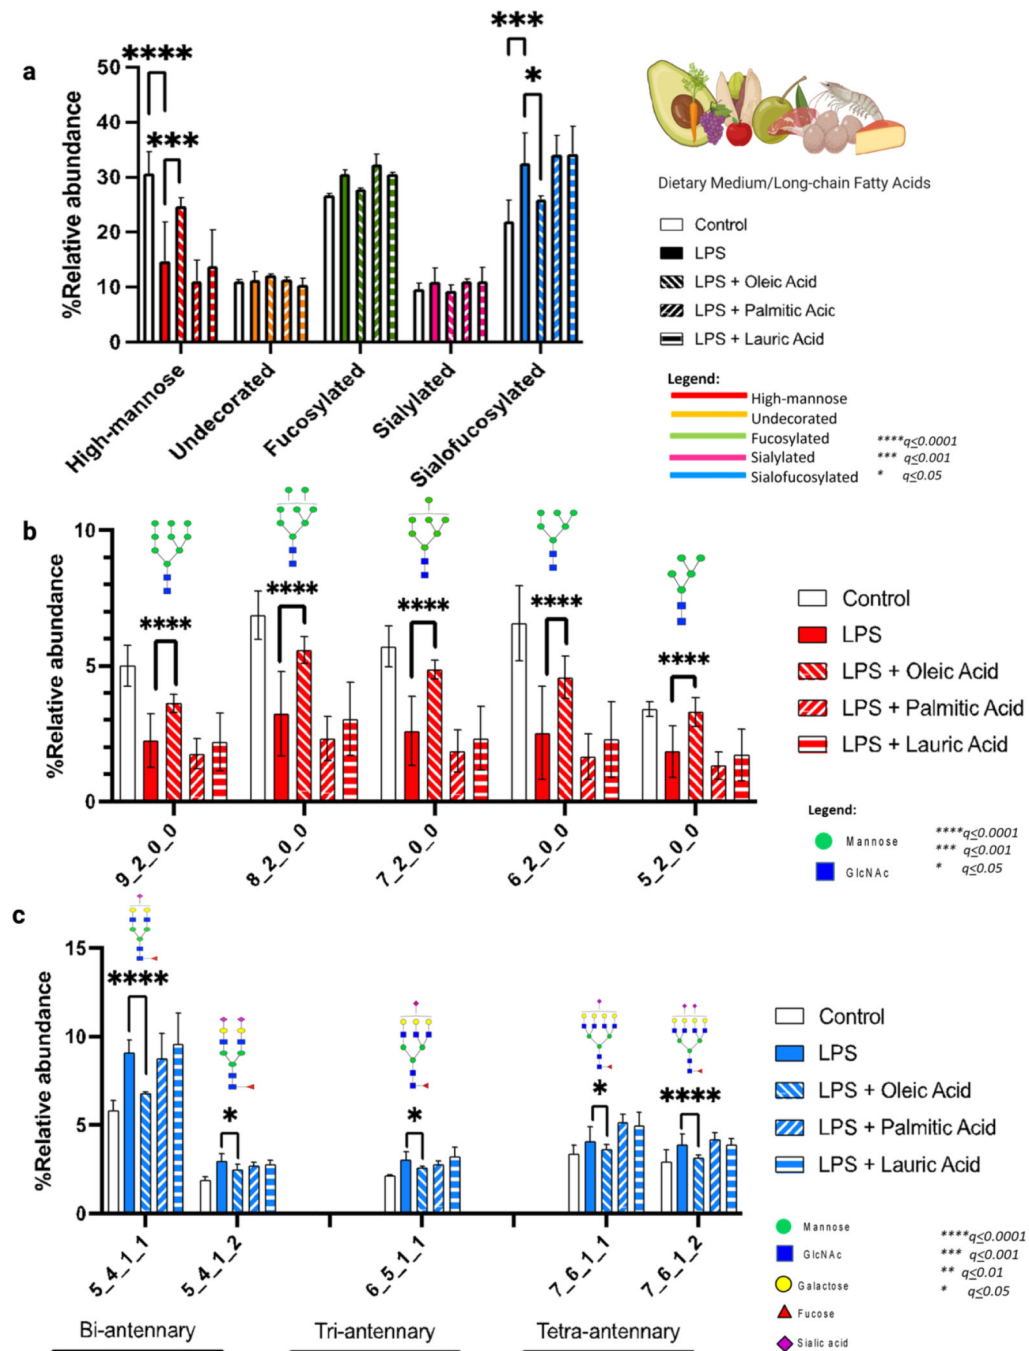 a
%Relative abundance
50
40
30
20
10
0
****
***
***
*
High-mannose
Undecorated
Fucosylated
Sialylated
Sialofucosylated
Dietary Medium/Long-chain Fatty Acids
Control
LPS
LPS + Oleic Acid
LPS + Palmitic Acid
LPS + Lauric Acid
Legend:
High-mannose
Undecorated
Fucosylated
Sialylated
Sialofucosylated
****q≤0.0001
*** q≤0.001
* q≤0.05
b
%Relative abundance
10
5
0
****
****
****
****
****
9_2_0_0
8_2_0_0
7_2_0_0
6_2_0_0
5_2_0_0
Control
LPS
LPS + Oleic Acid
LPS + Palmitic Acid
LPS + Lauric Acid
Legend:
Mannose
GlcNAc
****q≤0.0001
*** q≤0.001
* q≤0.05
c
%Relative abundance
15
10
5
0
****
*
*
*
****
5_4_1_1
5_4_1_2
6_5_1_1
7_6_1_1
7_6_1_2
Bi-antennary
Tri-antennary
Tetra-antennary
Control
LPS
LPS + Oleic Acid
LPS + Palmitic Acid
LPS + Lauric Acid
Mannose
GlcNAc
Galactose
Fucose
Sialic acid
****q≤0.0001
*** q≤0.001
** q≤0.01
* q≤0.05